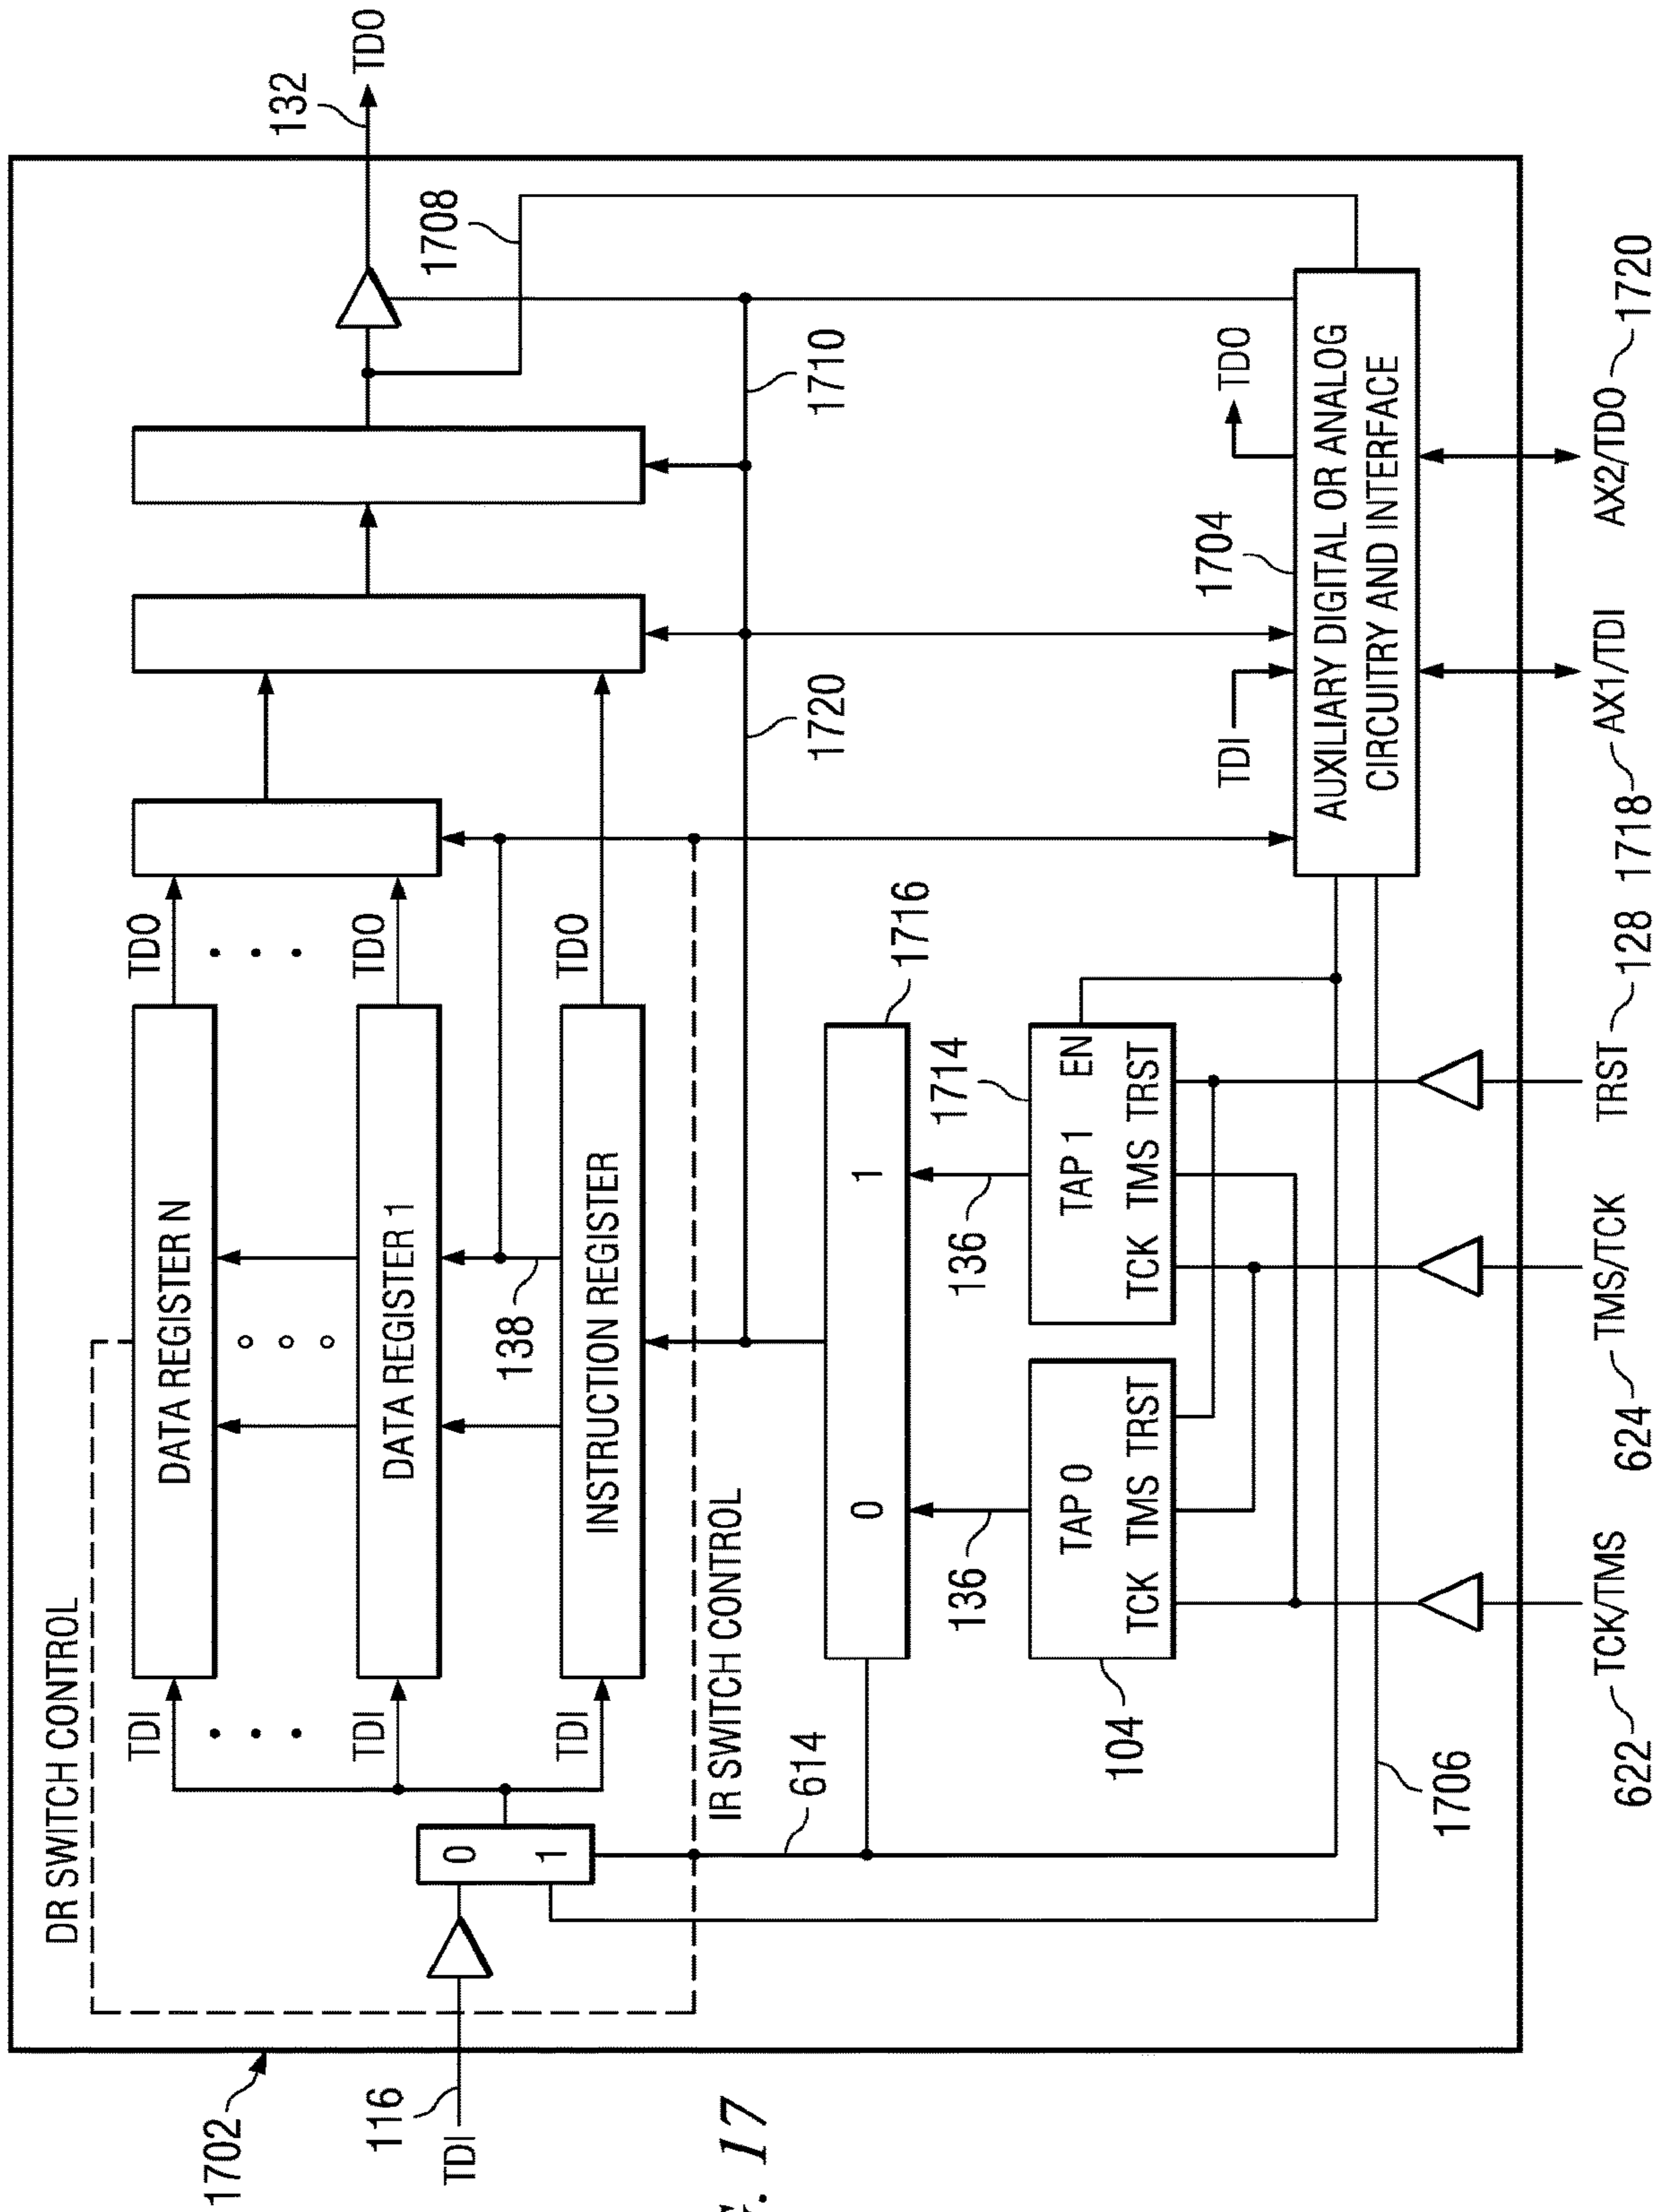 1702
116
TDI
DR SWITCH CONTROL
TDI
TDI
TDI
0
1
DATA REGISTER N
DATA REGISTER 1
INSTRUCTION REGISTER
138
TDO
TDO
TDO
132
TDO
1708
1710
1720
IR SWITCH CONTROL
614
0
1
1716
136
136
TAP 0
TCK TMS TRST
104
TAP 1 EN
TCK TMS TRST
1714
1704
TDI
TDO
AUXILIARY DIGITAL OR ANALOG
CIRCUITRY AND INTERFACE
1706
TCK/TMS
622
TMS/TCK
624
TRST
128
AX1/TDI
1718
AX2/TDO
1720
17